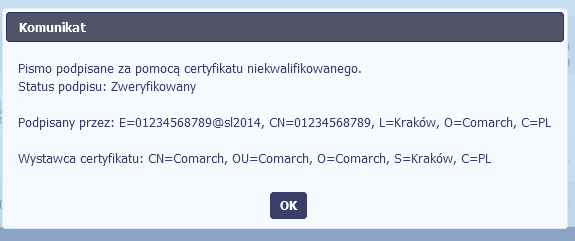 Komunikat
Pismo podpisane za pomocą certyfikatu niekwalifikowanego.
Status podpisu: Zweryfikowany
Podpisany przez: E=01234568789@sl2014, CN=01234568789, L=Kraków, O=Comarch, C=PL
Wystawca certyfikatu: CN=Comarch, OU=Comarch, O=Comarch, S=Kraków, C=PL
OK